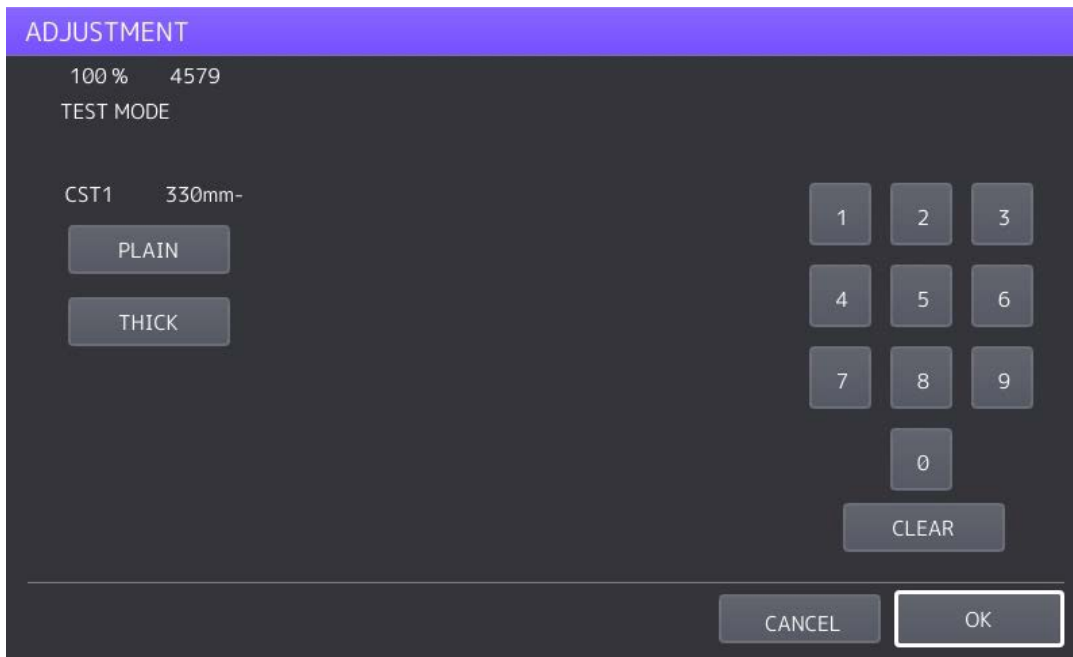 ADJUSTMENT
100 % 4579
TEST MODE
CST1 330mm-
PLAIN
THICK
1 2 3
4 5 6
7 8 9
0
CLEAR
CANCEL OK